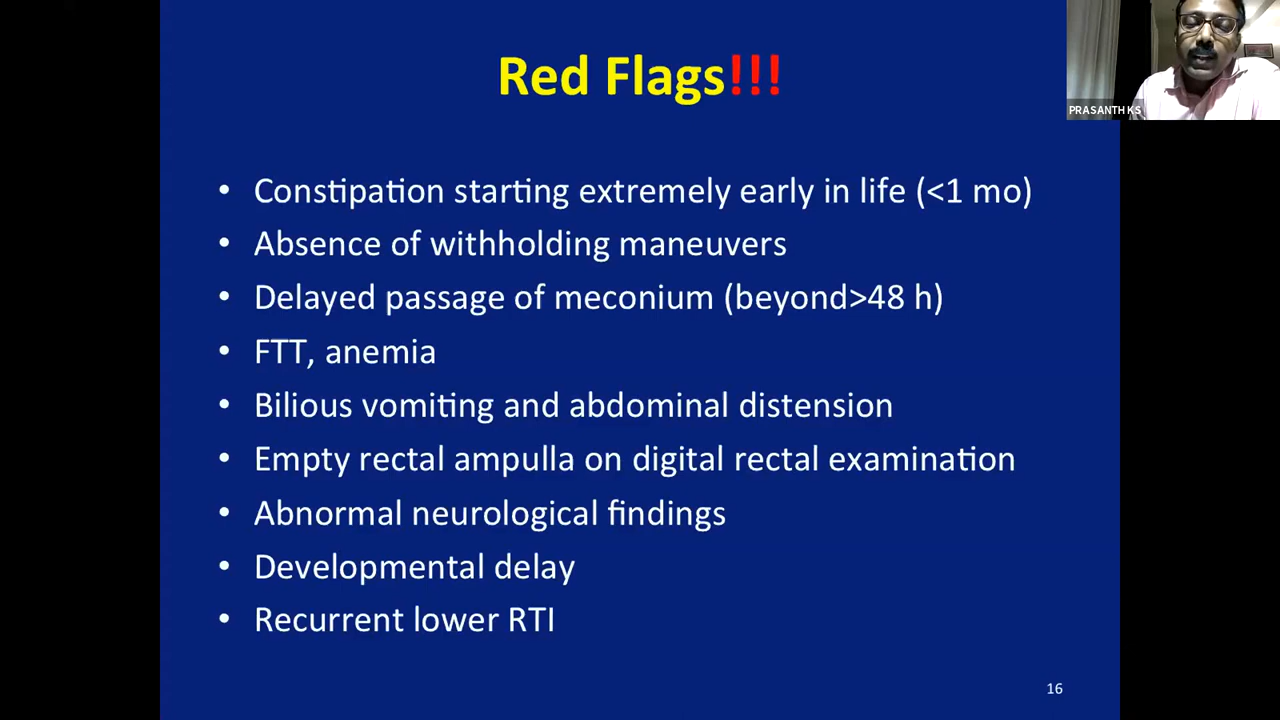 Red Flags!!!
PRASANTH K S
• Constipation starting extremely early in life (<1 mo)
• Absence of withholding maneuvers
• Delayed passage of meconium (beyond>48 h)
• FTT, anemia
• Bilious vomiting and abdominal distension
• Empty rectal ampulla on digital rectal examination
• Abnormal neurological findings
• Developmental delay
• Recurrent lower RTI
16